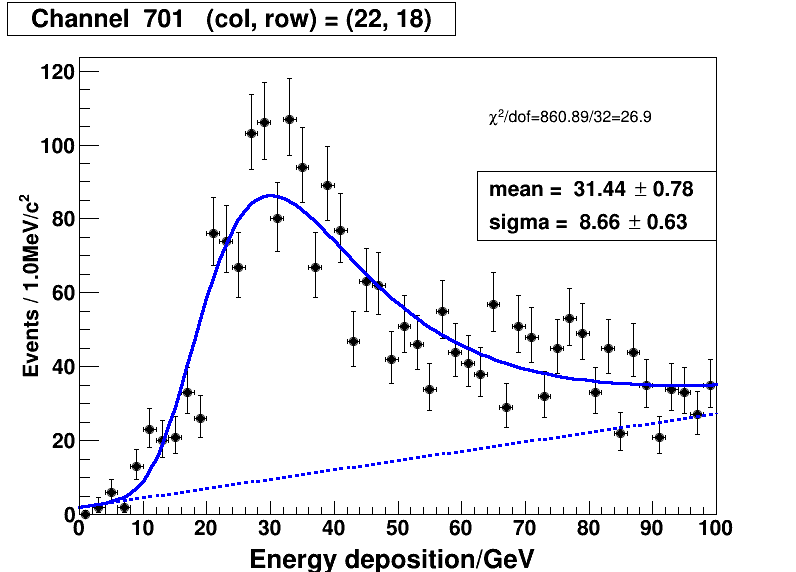 Channel 701 (col, row) = (22, 18)
120
100
80
60
40
20
0
Events / 1.0MeV/c²
χ²/dof=860.89/32=26.9
mean = 31.44 ± 0.78
sigma = 8.66 ± 0.63
0 10 20 30 40 50 60 70 80 90 100
Energy deposition/GeV